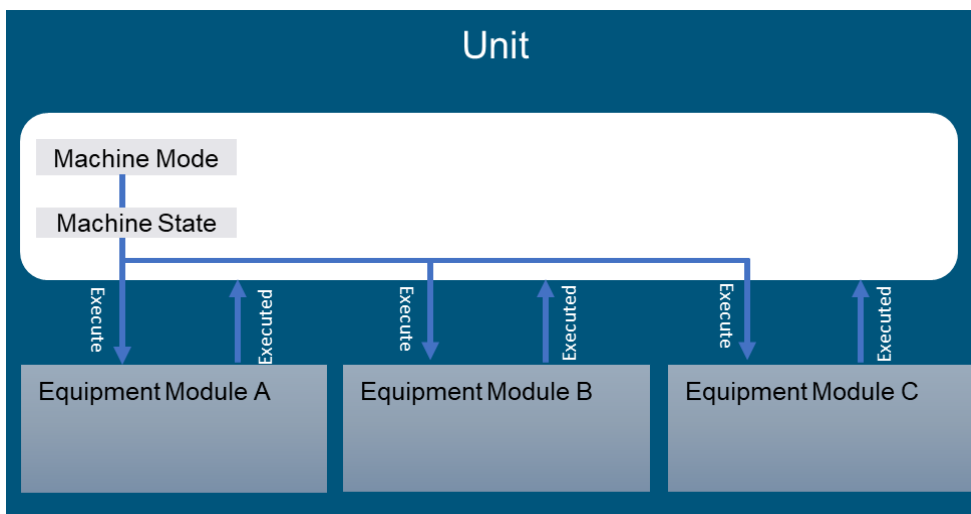 Unit
Machine Mode
Machine State
Execute
Executed
Execute
Executed
Execute
Executed
Equipment Module A
Equipment Module B
Equipment Module C